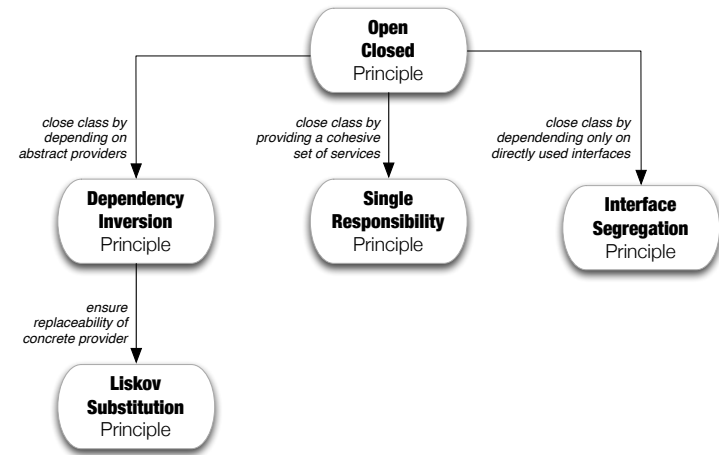 Open
Closed
Principle
close class by
depending on
abstract providers
close class by
providing a cohesive
set of services
close class by
dependending only on
directly used interfaces
Dependency
Inversion
Principle
Single
Responsibility
Principle
Interface
Segregation
Principle
ensure
replaceability of
concrete provider
Liskov
Substitution
Principle